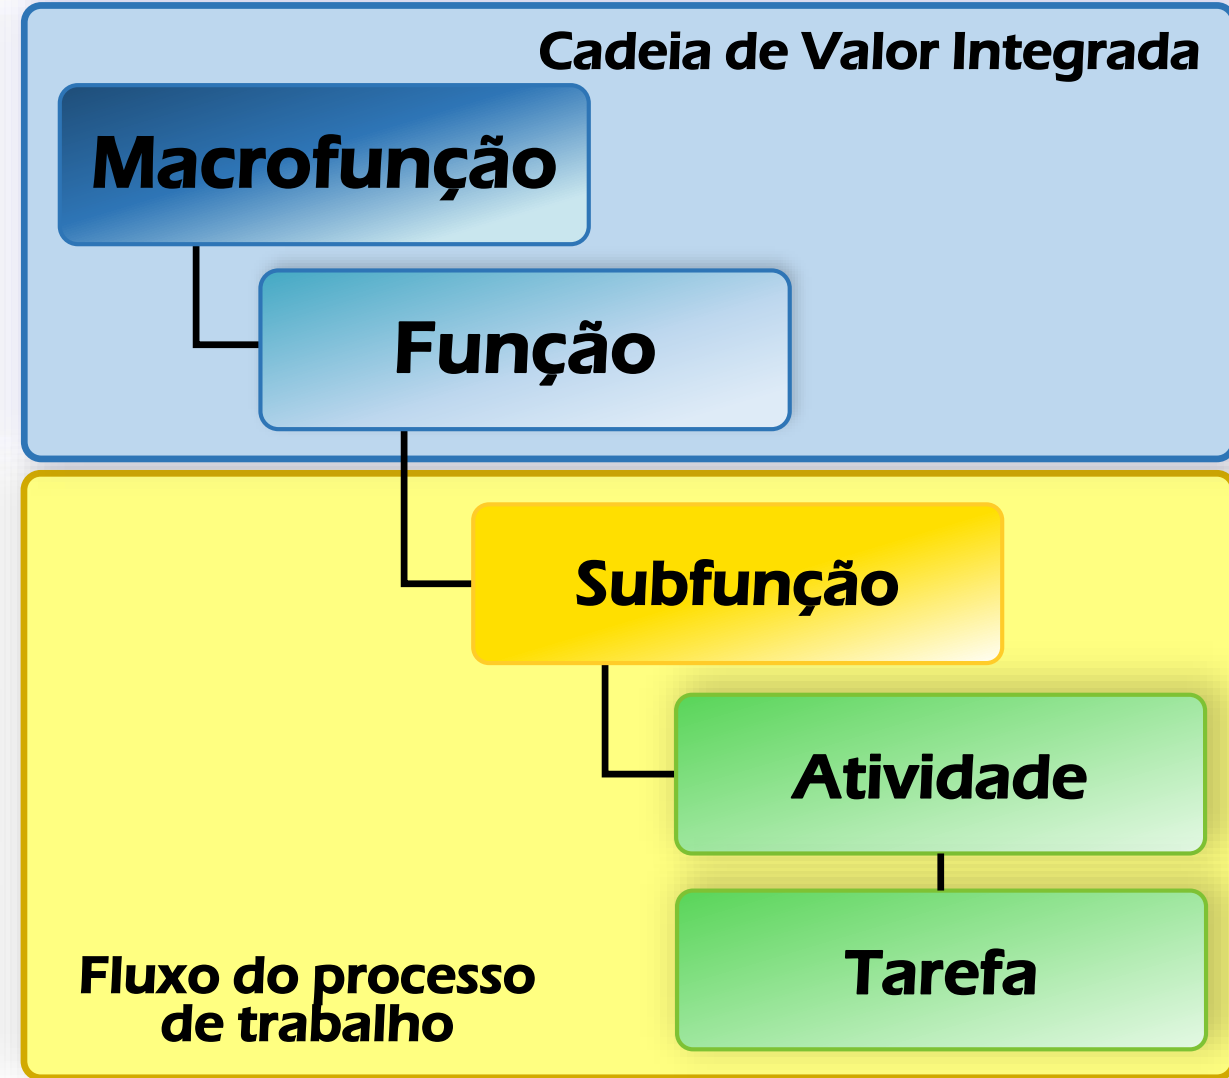 Cadeia de Valor Integrada
Macrofunção
Função
Subfunção
Atividade
Tarefa
Fluxo do processo
de trabalho